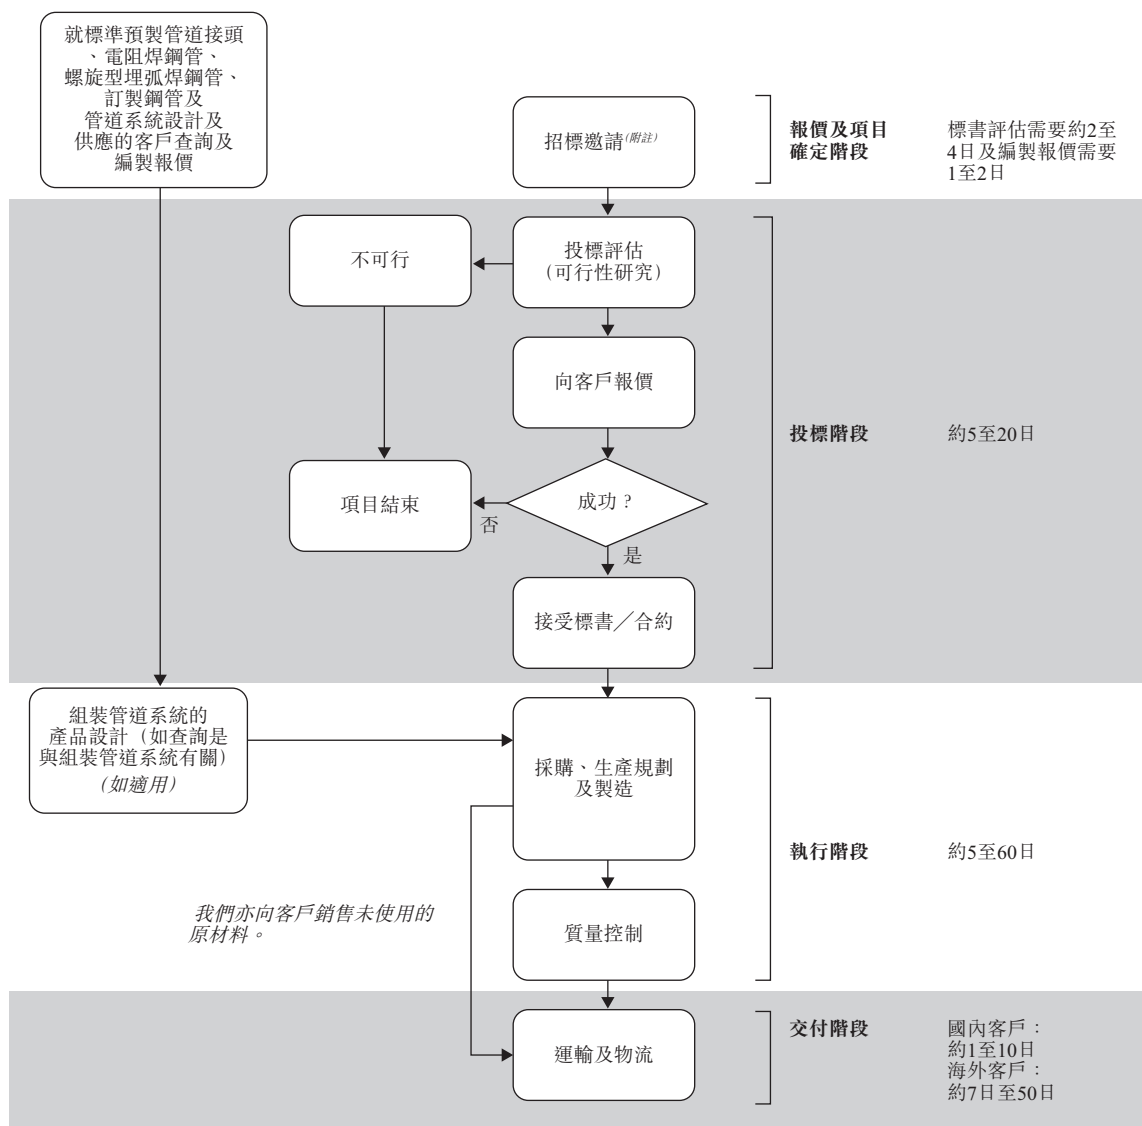 就標準預製管道接頭
、電阻焊鋼管、
螺旋型埋弧焊鋼管、
訂製鋼管及
管道系統設計及
供應的客戶查詢及
編製報價
招標邀請(附註)
報價及項目
確定階段
標書評估需要約2至
4日及編製報價需要
1至2日
不可行
投標評估
(可行性研究)
向客戶報價
投標階段
約5至20日
項目結束
成功?
否
是
接受標書╱合約
組裝管道系統的
產品設計(如查詢是
與組裝管道系統有關)
(如適用)
採購、生產規劃
及製造
執行階段
約5至60日
我們亦向客戶銷售未使用的
原材料。
質量控制
運輸及物流
交付階段
國內客戶:
約1至10日
海外客戶:
約7日至50日